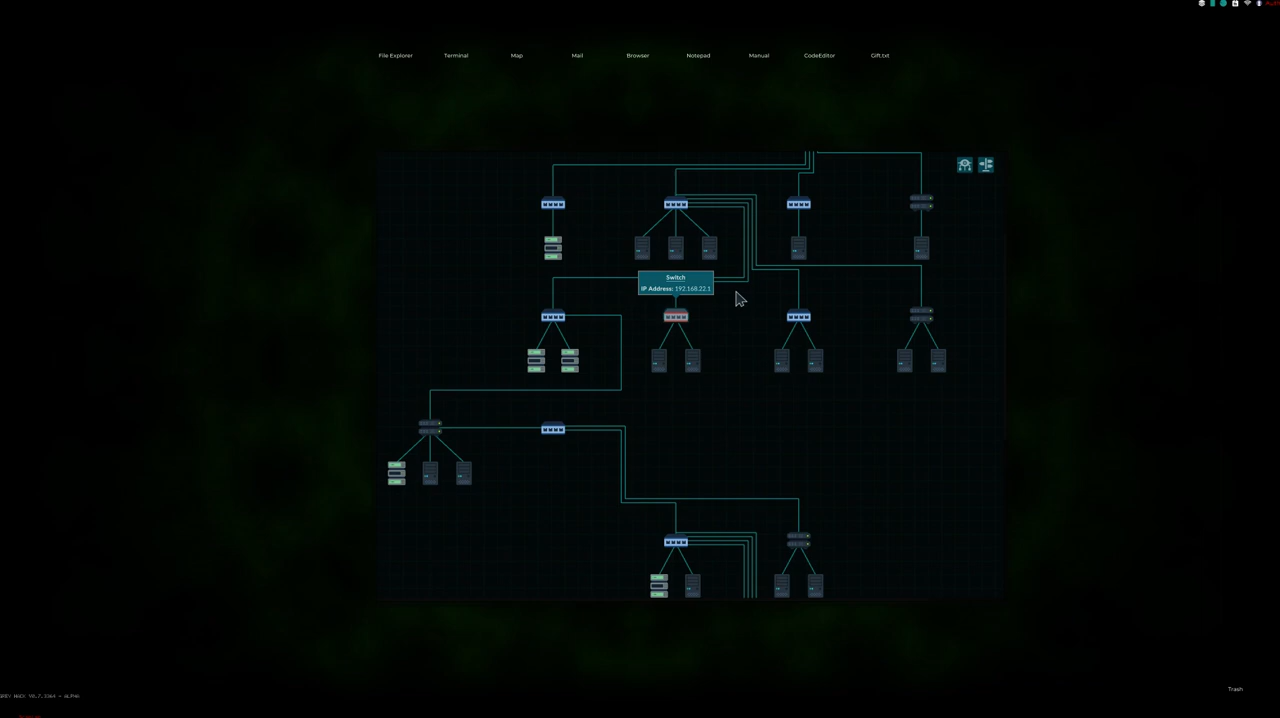 File Explorer
Terminal
Map
Mail
Browser
Notepad
Manual
CodeEditor
Gift.txt
Switch
IP Address: 192.168.22.1
Trash